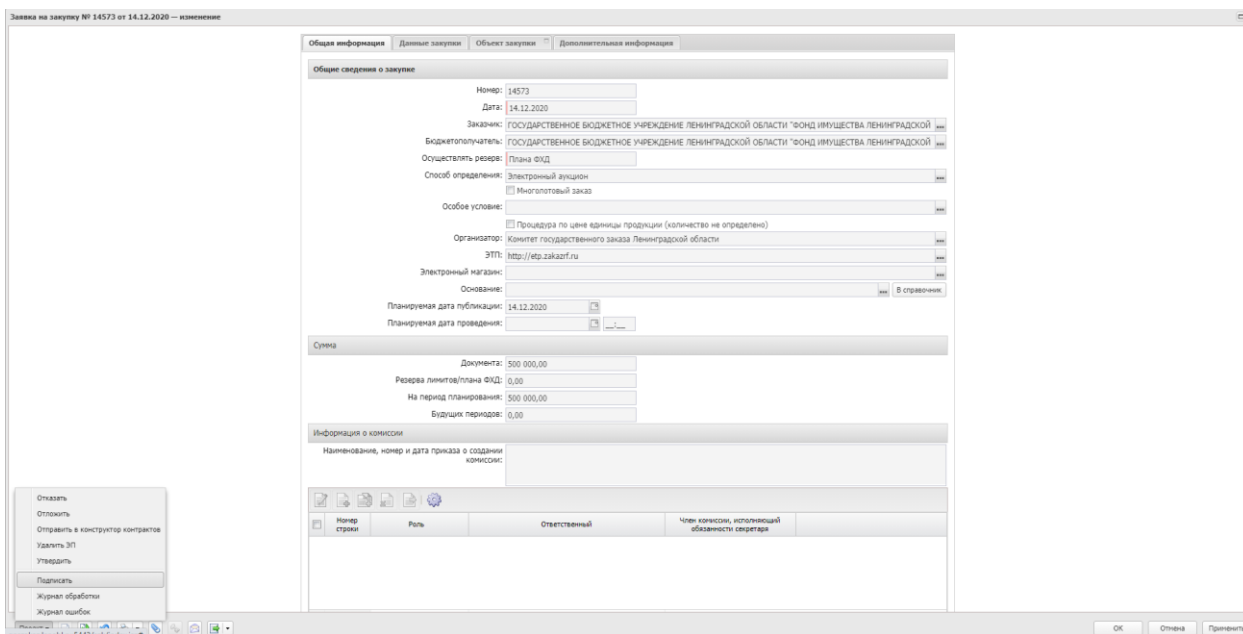 Заявка на закупку № 14573 от 14.12.2020 — изменение
Общая информация Данные закупки Объект закупки Дополнительная информация
Общие сведения о закупке
Номер: 14573
Дата: 14.12.2020
Заказчик: ГОСУДАРСТВЕННОЕ БЮДЖЕТНОЕ УЧРЕЖДЕНИЕ ЛЕНИНГРАДСКОЙ ОБЛАСТИ "ФОНД ИМУЩЕСТВА ЛЕНИНГРАДСКОЙ ...
Бюджетополучатель: ГОСУДАРСТВЕННОЕ БЮДЖЕТНОЕ УЧРЕЖДЕНИЕ ЛЕНИНГРАДСКОЙ ОБЛАСТИ "ФОНД ИМУЩЕСТВА ЛЕНИНГРАДСКОЙ ...
Осуществлять резерв: Плана ФХД
Способ определения: Электронный аукцион ...
Многолотовый заказ
Особое условие: ...
Процедура по цене единицы продукции (количество не определено)
Организатор: Комитет государственного заказа Ленинградской области ...
ЭТП: http://etp.zakazrf.ru ...
Электронный магазин: ...
Основание: ... В справочник
Планируемая дата публикации: 14.12.2020
Планируемая дата проведения: __:__
Сумма
Документа: 500 000,00
Резерва лимитов/плана ФХД: 0,00
На период планирования: 500 000,00
Будущих периодов: 0,00
Информация о комиссии
Наименование, номер и дата приказа о создании
комиссии:
Номер строки Роль Ответственный Член комиссии, исполняющий обязанности секретаря
Отказать
Отложить
Отправить в конструктор контрактов
Удалить ЭП
Утвердить
Подписать
Журнал обработки
Журнал ошибок
OK Отмена Применить